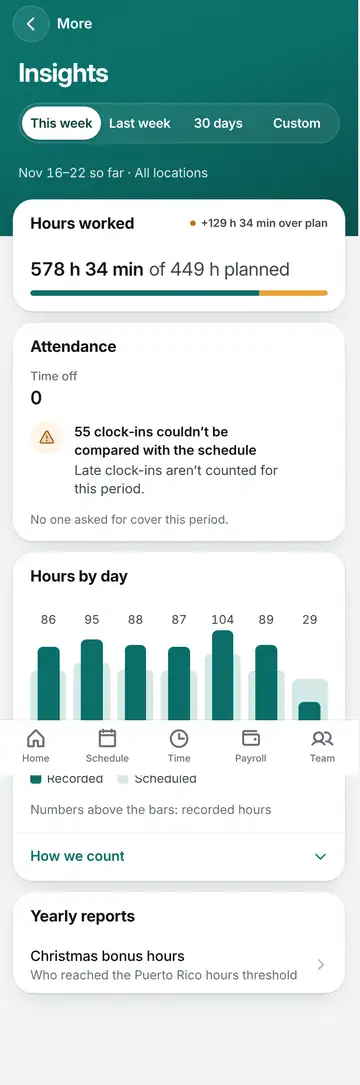 More
Insights
This week
Last week
30 days
Custom
Nov 16–22 so far · All locations
Hours worked
+129 h 34 min over plan
578 h 34 min of 449 h planned
Attendance
Time off
0
55 clock-ins couldn’t be
compared with the schedule
Late clock-ins aren’t counted for
this period.
No one asked for cover this period.
Hours by day
86 95 88 87 104 89 29
Home
Schedule
Time
Payroll
Team
Recorded
Scheduled
Numbers above the bars: recorded hours
How we count
Yearly reports
Christmas bonus hours
Who reached the Puerto Rico hours threshold